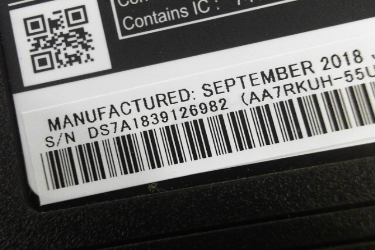 Contains IC :
MANUFACTURED: SEPTEMBER 2018
S/N DS7A1839126982 (AA7RKUH-55U